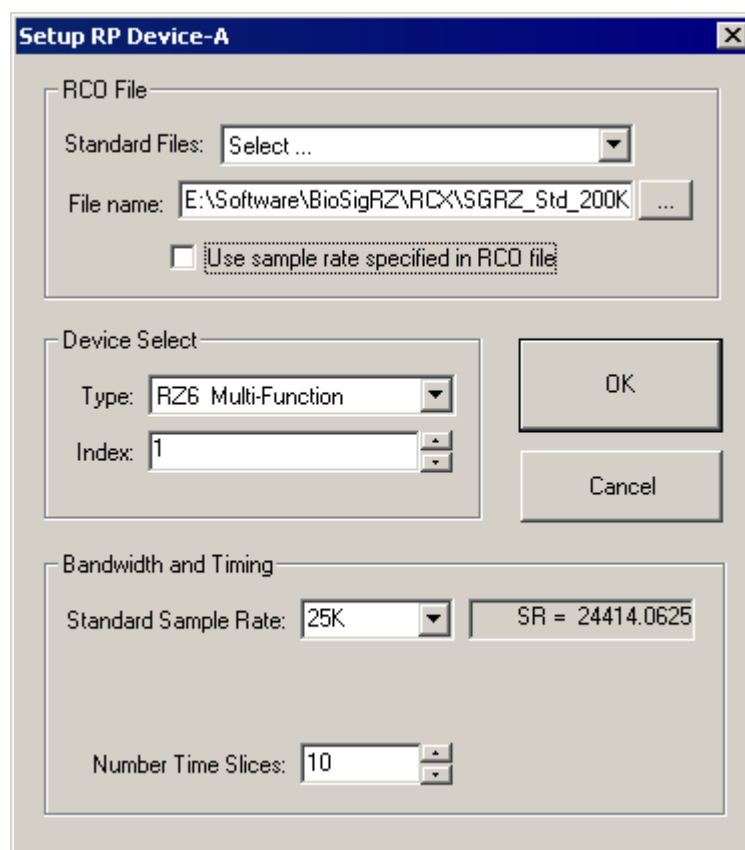 Setup RP Device-A
RCO File
Standard Files: Select ...
File name: E:\Software\BioSigRZ\RCX\SGRZ_Std_200K ...
Use sample rate specified in RCO file
Device Select
Type: RZ6 Multi-Function
Index: 1
OK
Cancel
Bandwidth and Timing
Standard Sample Rate: 25K SR = 24414.0625
Number Time Slices: 10